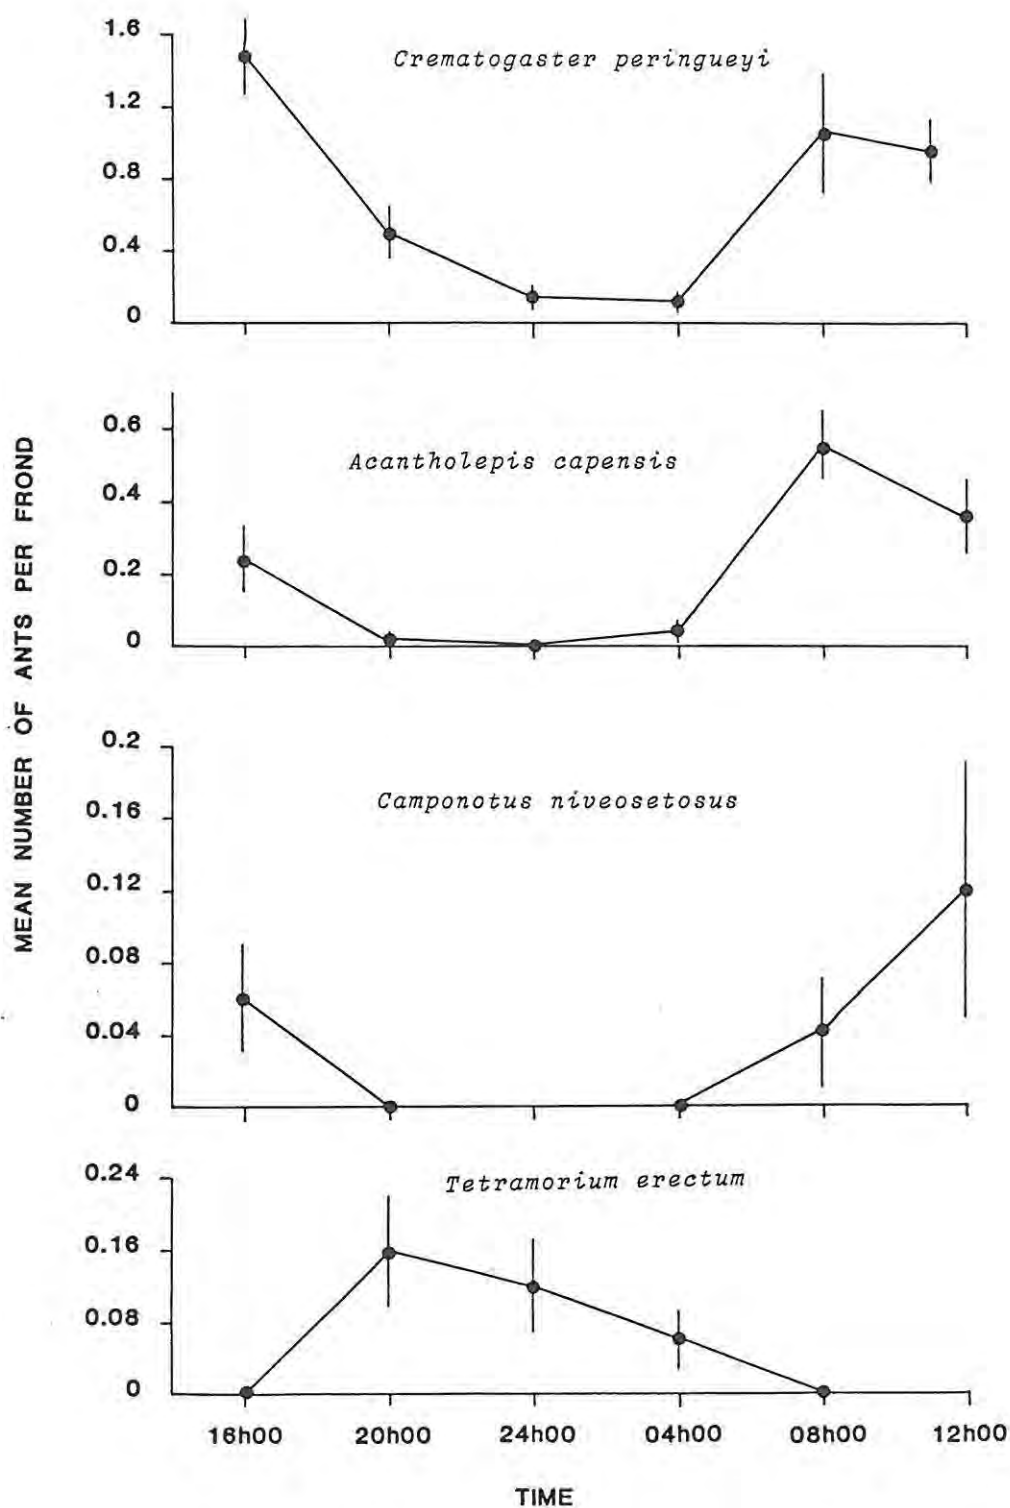 MEAN NUMBER OF ANTS PER FROND
Crematogaster peringueyi
1.6
1.2
0.8
0.4
0
Acantholepis capensis
0.6
0.4
0.2
0
Camponotus niveosetosus
0.2
0.16
0.12
0.08
0.04
0
Tetramorium erectum
0.24
0.16
0.08
0
16h00 20h00 24h00 04h00 08h00 12h00
TIME